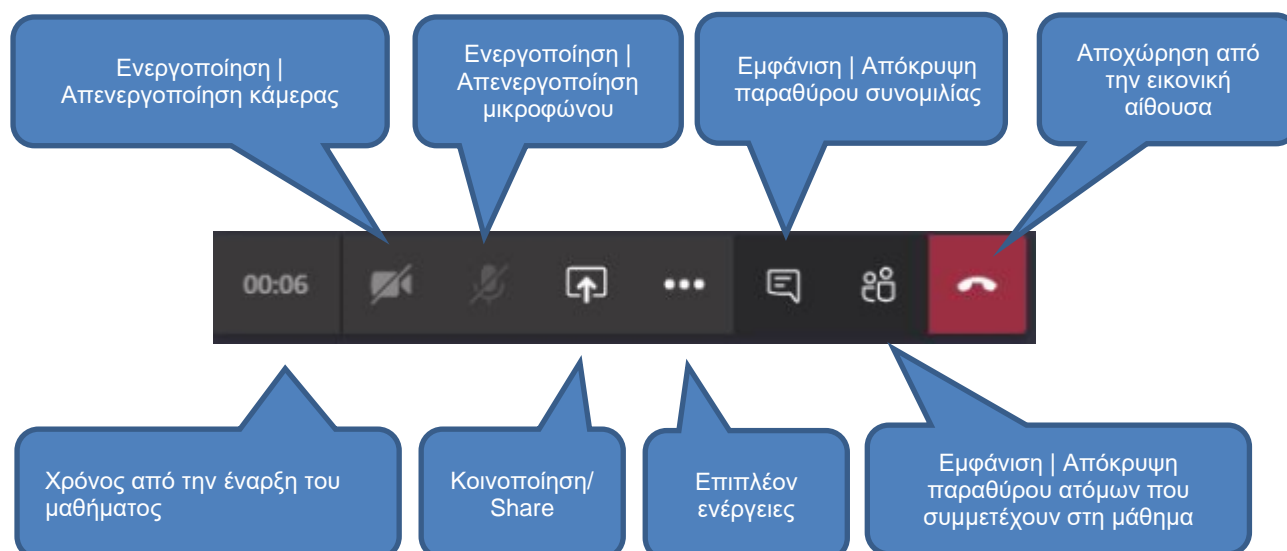 Ενεργοποίηση |
Απενεργοποίηση κάμερας
Ενεργοποίηση |
Απενεργοποίηση
μικροφώνου
Εμφάνιση | Απόκρυψη
παραθύρου συνομιλίας
Αποχώρηση από
την εικονική
αίθουσα
00:06
Χρόνος από την έναρξη του
μαθήματος
Κοινοποίηση/
Share
Επιπλέον
ενέργειες
Εμφάνιση | Απόκρυψη
παραθύρου ατόμων που
συμμετέχουν στη μάθημα